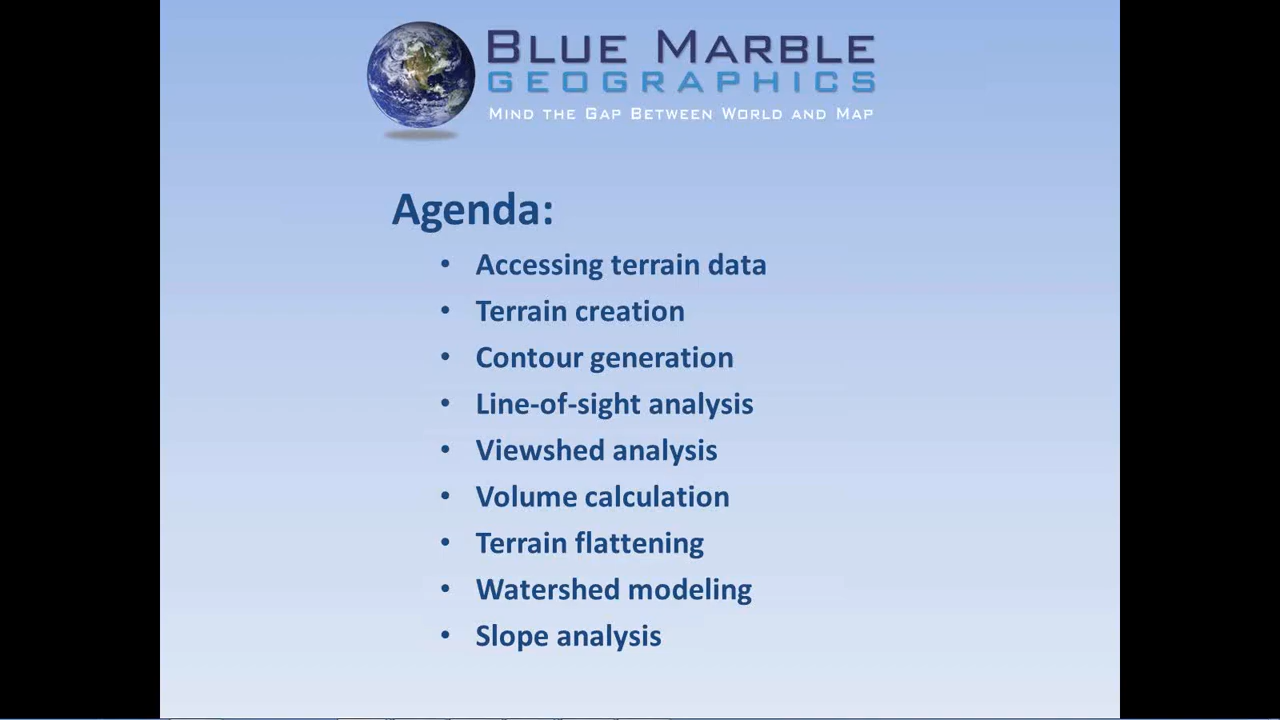 BLUE MARBLE
GEOGRAPHICS
MIND THE GAP BETWEEN WORLD AND MAP
Agenda:
• Accessing terrain data
• Terrain creation
• Contour generation
• Line-of-sight analysis
• Viewshed analysis
• Volume calculation
• Terrain flattening
• Watershed modeling
• Slope analysis